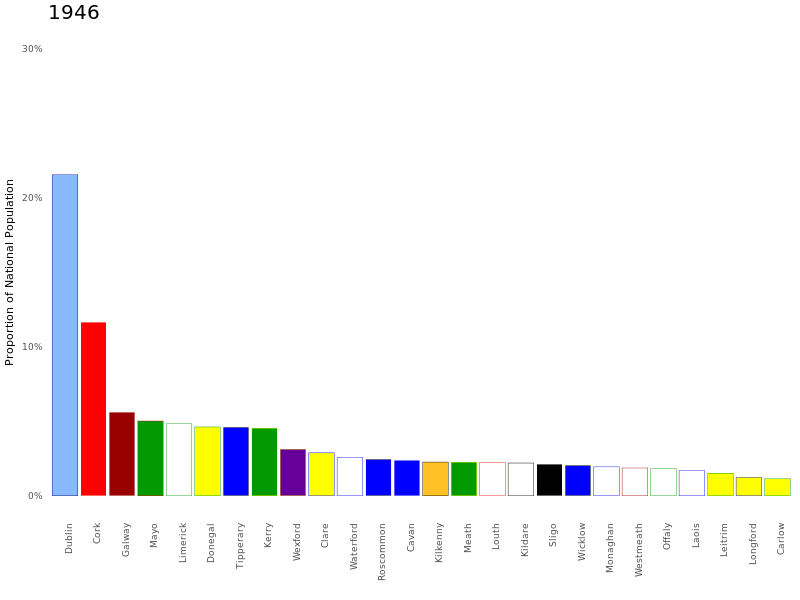 1946
30%
20%
10%
0%
Proportion of National Population
Dublin
Cork
Galway
Mayo
Limerick
Donegal
Tipperary
Kerry
Wexford
Clare
Waterford
Roscommon
Cavan
Kilkenny
Meath
Louth
Kildare
Sligo
Wicklow
Monaghan
Westmeath
Offaly
Laois
Leitrim
Longford
Carlow